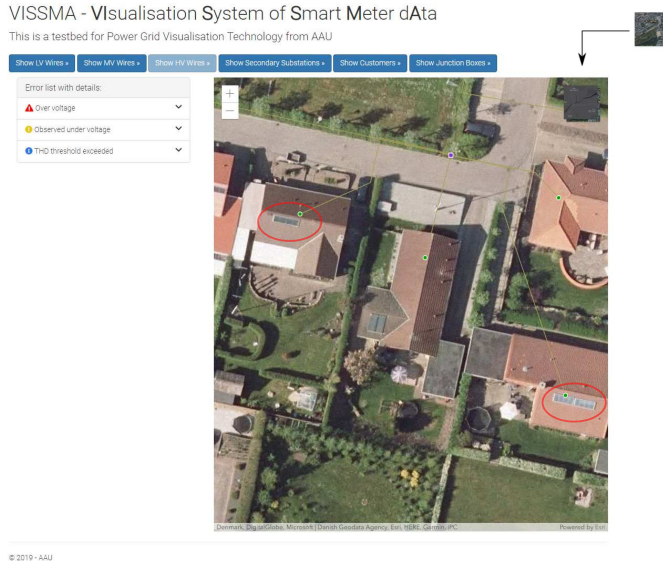 VISSMA - VIsualisation System of Smart Meter dAta
This is a testbed for Power Grid Visualisation Technology from AAU
Show LV Wires » Show MV Wires » Show HV Wires » Show Secondary Substations » Show Customers » Show Junction Boxes »
Error list with details:
Over voltage
Observed under voltage
THD threshold exceeded
+
−
Denmark, DigitalGlobe, Microsoft | Danish Geodata Agency, Esri, HERE, Garmin, iPC Powered by Esri
© 2019 - AAU